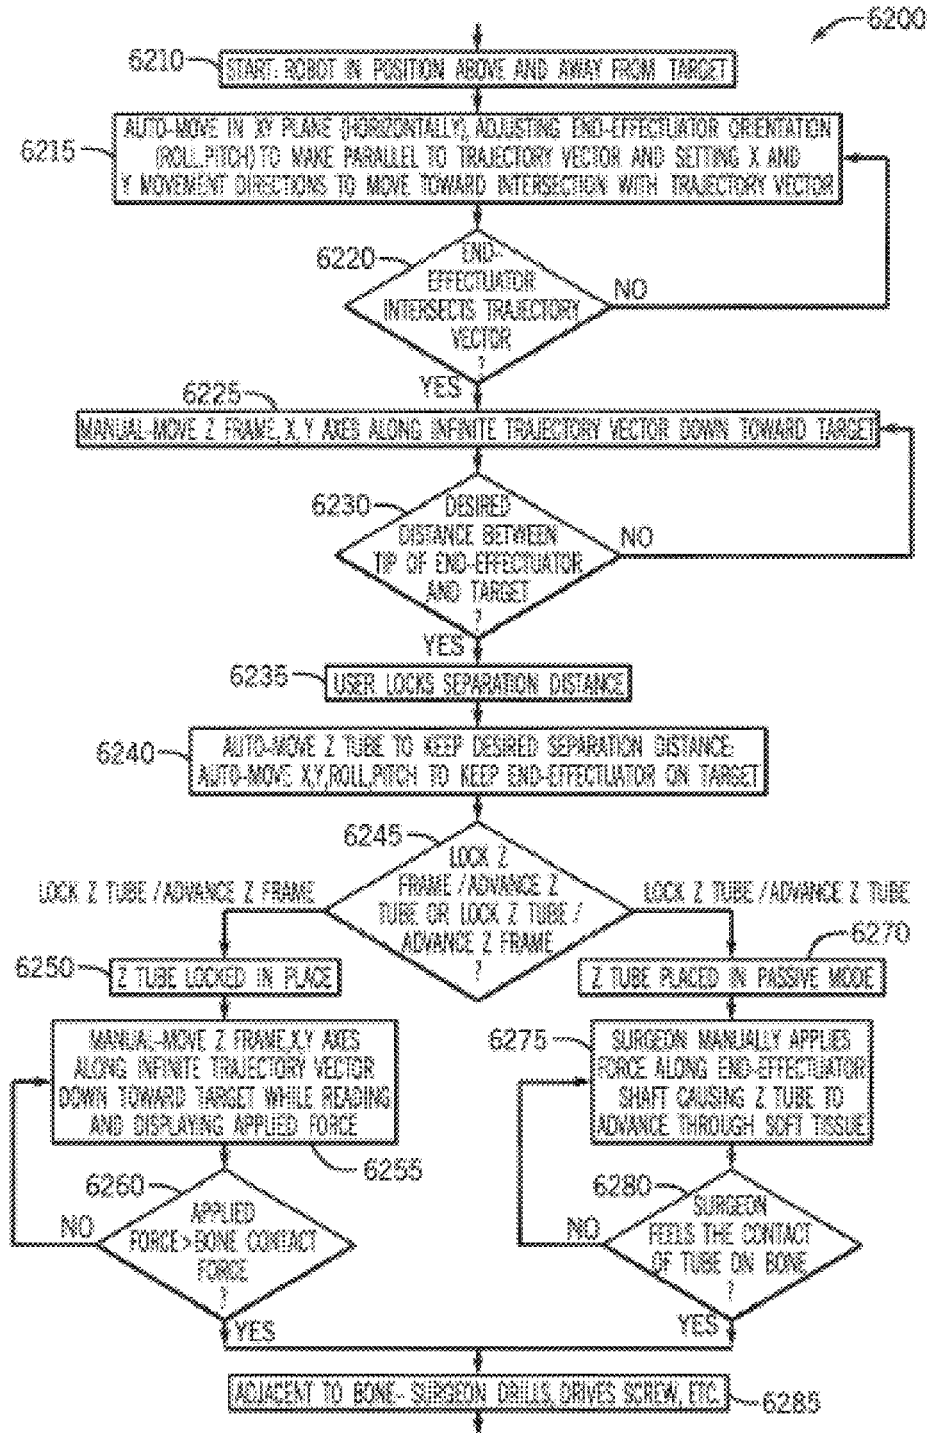 6200
6210
START: ROBOT IN POSITION ABOVE AND AWAY FROM TARGET
6215
AUTO-MOVE IN XY PLANE (HORIZONTALLY), ADJUSTING END-EFFECTUATOR ORIENTATION
(ROLL,PITCH) TO MAKE PARALLEL TO TRAJECTORY VECTOR AND SETTING X AND
Y MOVEMENT DIRECTIONS TO MOVE TOWARD INTERSECTION WITH TRAJECTORY VECTOR
6220
END-
EFFECTUATOR
INTERSECTS TRAJECTORY
VECTOR
?
NO
YES
6225
MANUAL-MOVE Z FRAME, X,Y AXES ALONG INFINITE TRAJECTORY VECTOR DOWN TOWARD TARGET
6230
DESIRED
DISTANCE BETWEEN
TIP OF END-EFFECTUATOR
AND TARGET
?
NO
YES
6235
USER LOCKS SEPARATION DISTANCE
6240
AUTO-MOVE Z TUBE TO KEEP DESIRED SEPARATION DISTANCE:
AUTO-MOVE X,Y,ROLL,PITCH TO KEEP END-EFFECTUATOR ON TARGET
6245
LOCK Z
FRAME/ADVANCE Z
TUBE OR LOCK Z TUBE/
ADVANCE Z FRAME
?
LOCK Z TUBE/ADVANCE Z FRAME
LOCK Z TUBE/ADVANCE Z TUBE
6250
Z TUBE LOCKED IN PLACE
MANUAL-MOVE Z FRAME,X,Y AXES
ALONG INFINITE TRAJECTORY VECTOR
DOWN TOWARD TARGET WHILE READING
AND DISPLAYING APPLIED FORCE
6255
6260
APPLIED
FORCE>BONE CONTACT
FORCE
?
NO
YES
6270
Z TUBE PLACED IN PASSIVE MODE
6275
SURGEON MANUALLY APPLIES
FORCE ALONG END-EFFECTUATOR
SHAFT CAUSING Z TUBE TO
ADVANCE THROUGH SOFT TISSUE
6280
SURGEON
FEELS THE CONTACT
OF TUBE ON BONE
?
NO
YES
ADJACENT TO BONE- SURGEON DRILLS, DRIVES SCREW, ETC.
6285